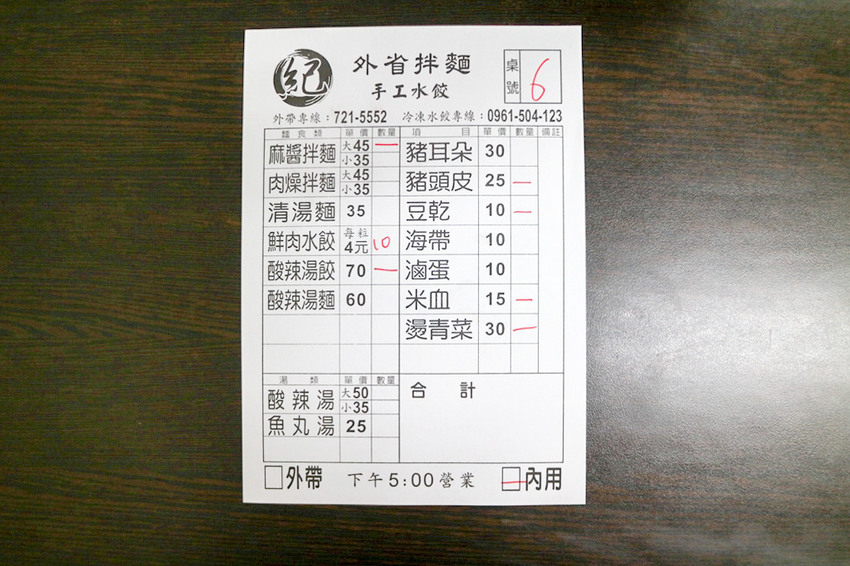 紀 外省拌麵 桌號 6
手工水餃
外帶專線：721-5552 冷凍水餃專線：0961-504-123
麵食類 單價 數量 項目 單價 數量 備註
麻醬拌麵 大45 一 小35 豬耳朵 30
肉燥拌麵 大45 小35 豬頭皮 25 一
清湯麵 35 豆乾 10 一
鮮肉水餃 每粒4元 10 海帶 10
酸辣湯餃 70 一 滷蛋 10
酸辣湯麵 60 米血 15 一
燙青菜 30 一
湯類 單價 數量 合計
酸辣湯 大50 小35
魚丸湯 25
外帶 下午5:00營業 內用